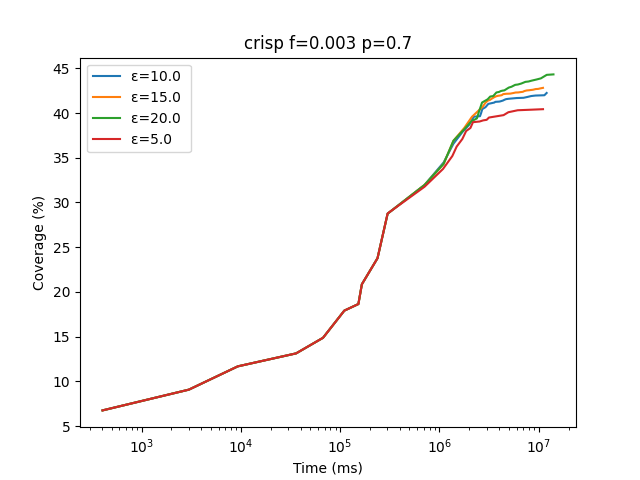 crisp f=0.003 p=0.7
ε=10.0
ε=15.0
ε=20.0
ε=5.0
45
40
35
30
25
20
15
10
5
Coverage (%)
10³ 10⁴ 10⁵ 10⁶ 10⁷
Time (ms)